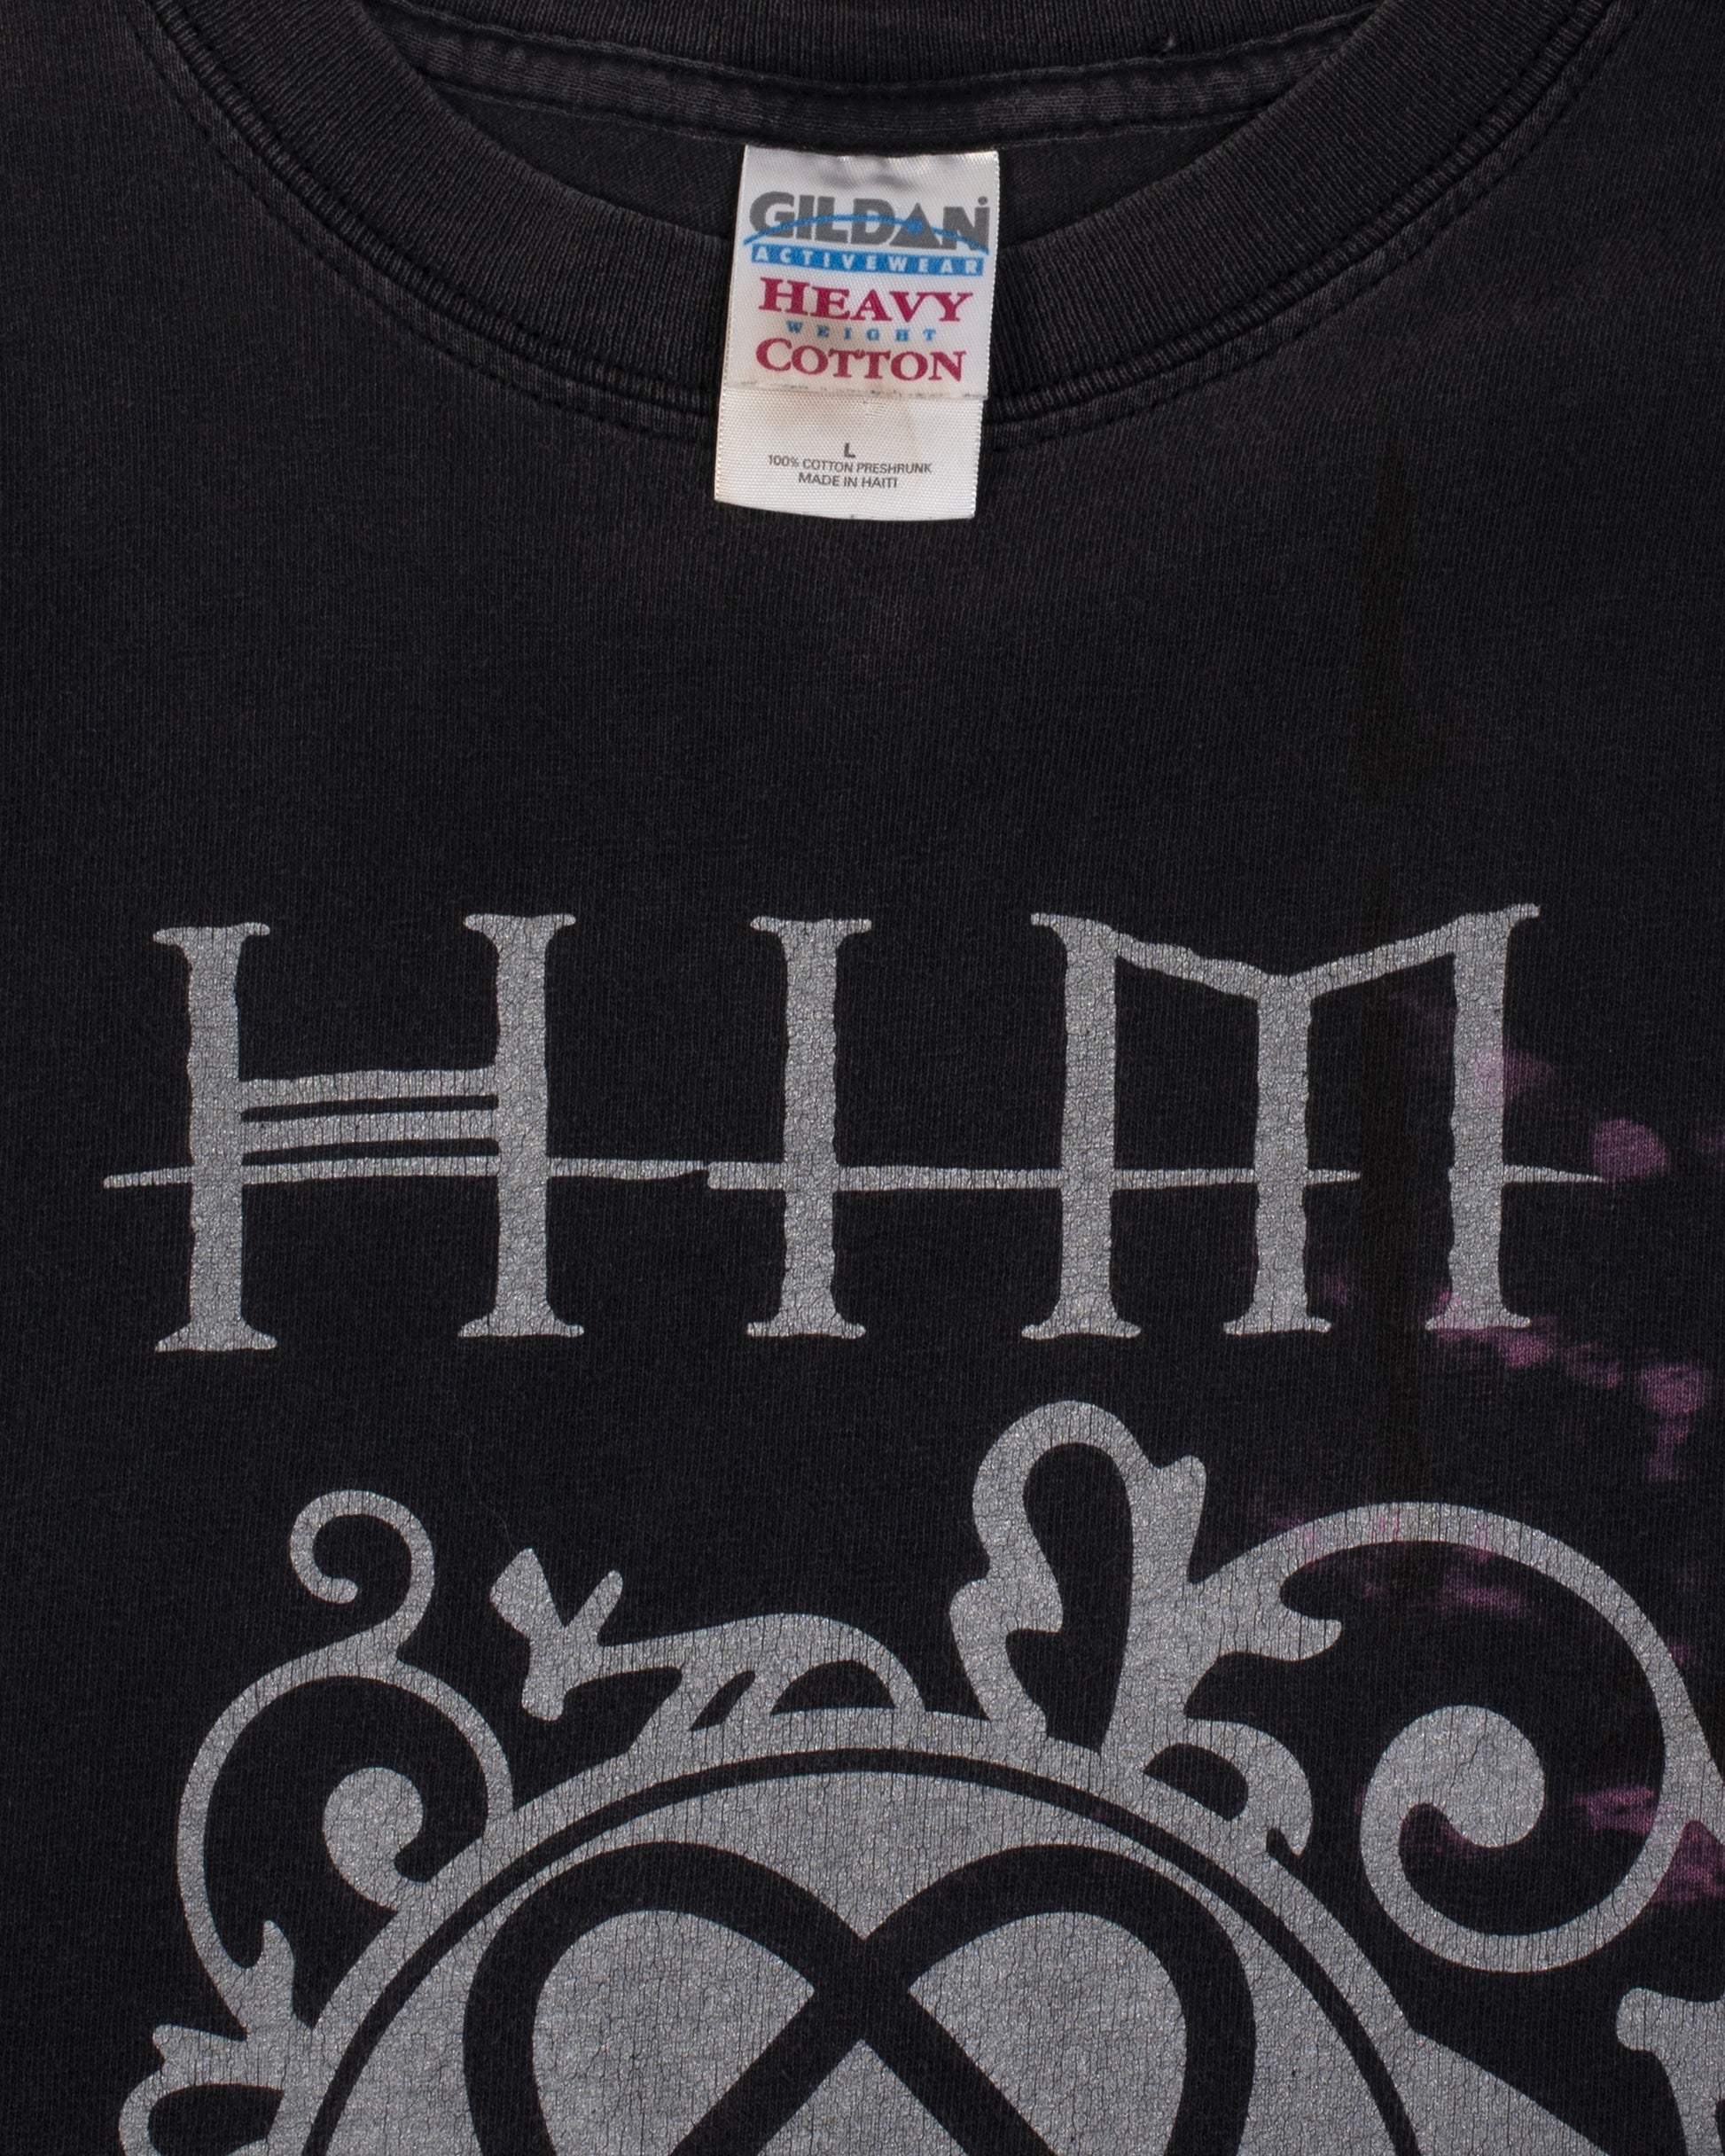 GILDAN
ACTIVEWEAR
HEAVY
WEIGHT
COTTON
L
100% COTTON PRESHRUNK
MADE IN HAITI
HIM